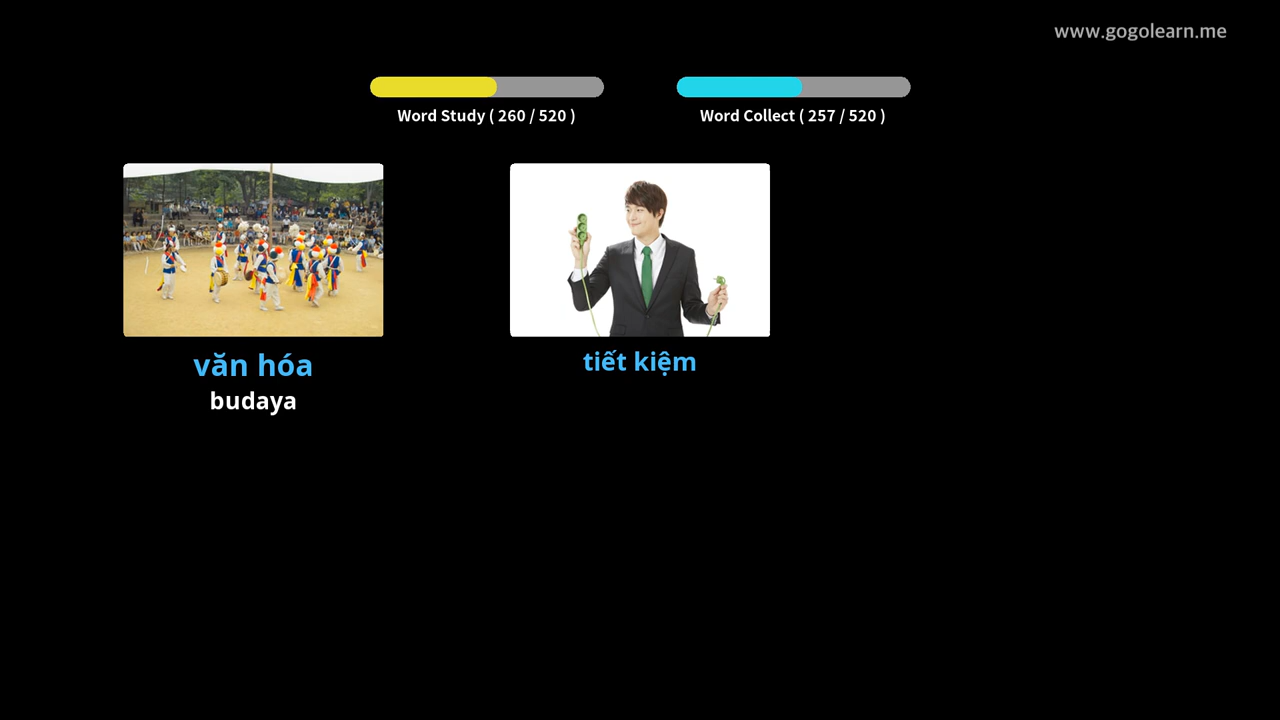 www.gogolearn.me
Word Study ( 260 / 520 )
Word Collect ( 257 / 520 )
văn hóa
budaya
tiết kiệm